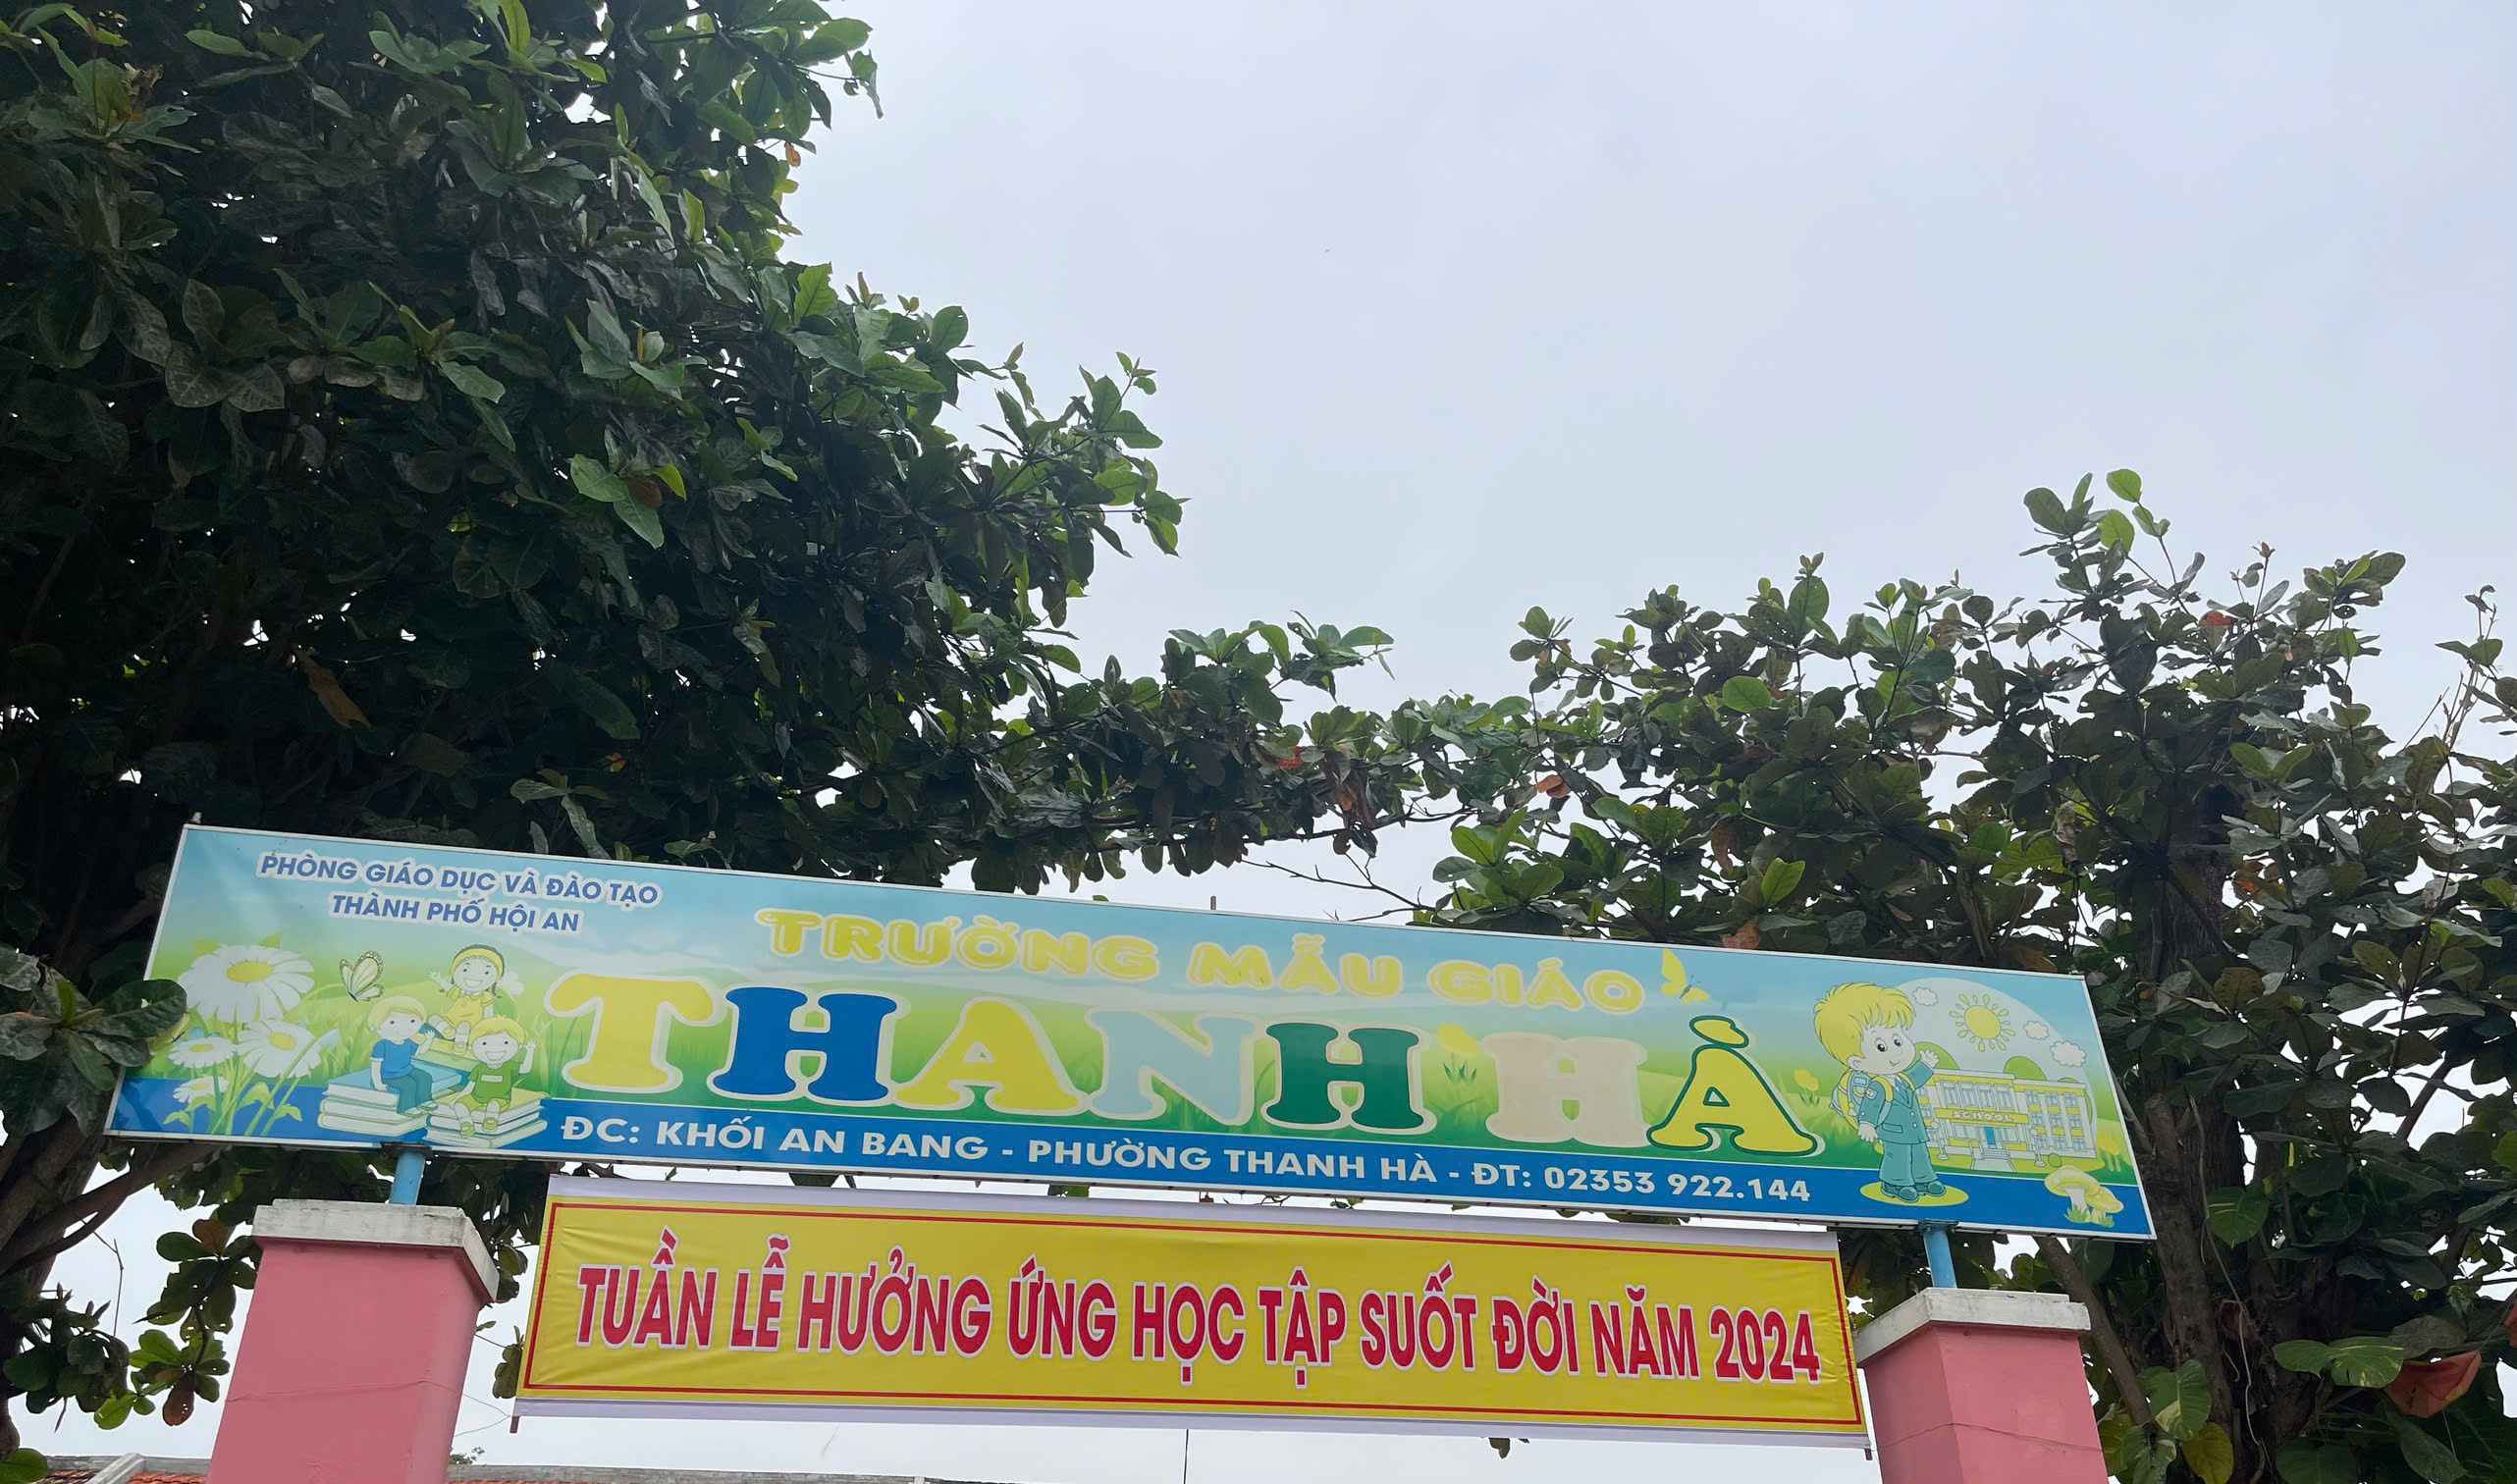 PHÒNG GIÁO DỤC VÀ ĐÀO TẠO
THÀNH PHỐ HỘI AN
TRƯỜNG MẪU GIÁO
THANH HÀ
SCHOOL
ĐC: KHỐI AN BANG - PHƯỜNG THANH HÀ - ĐT: 02353 922.144
TUẦN LỄ HƯỞNG ỨNG HỌC TẬP SUỐT ĐỜI NĂM 2024